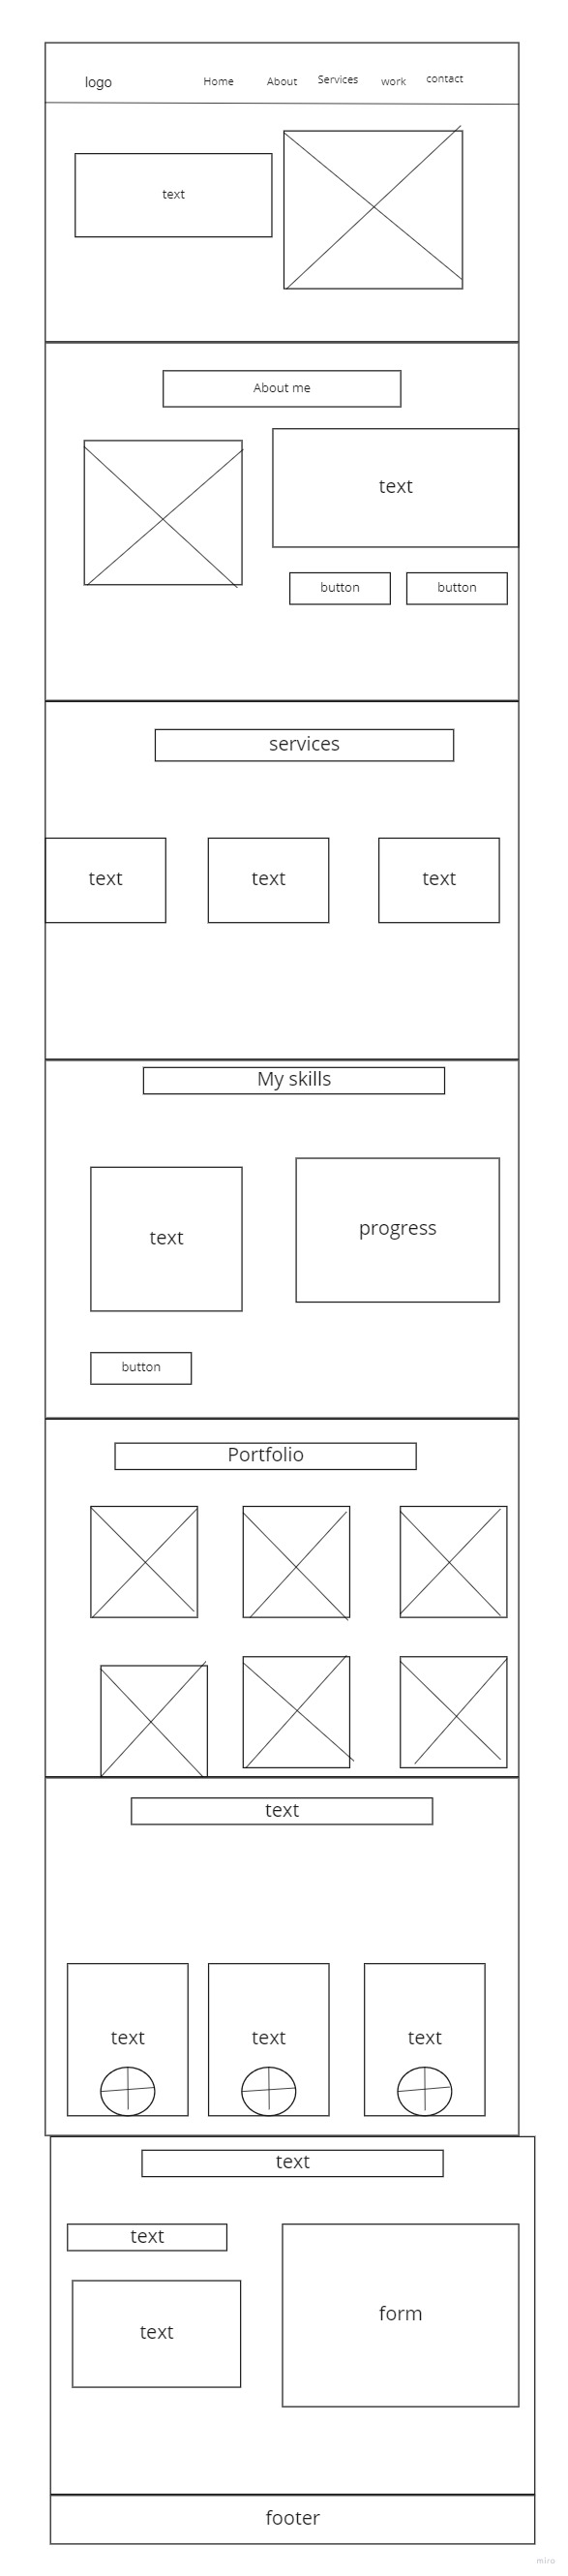 logo Home About Services work contact
text
About me
text
button button
services
text text text
My skills
text progress
button
Portfolio
text
text text text
text
text
form
text
footer
miro